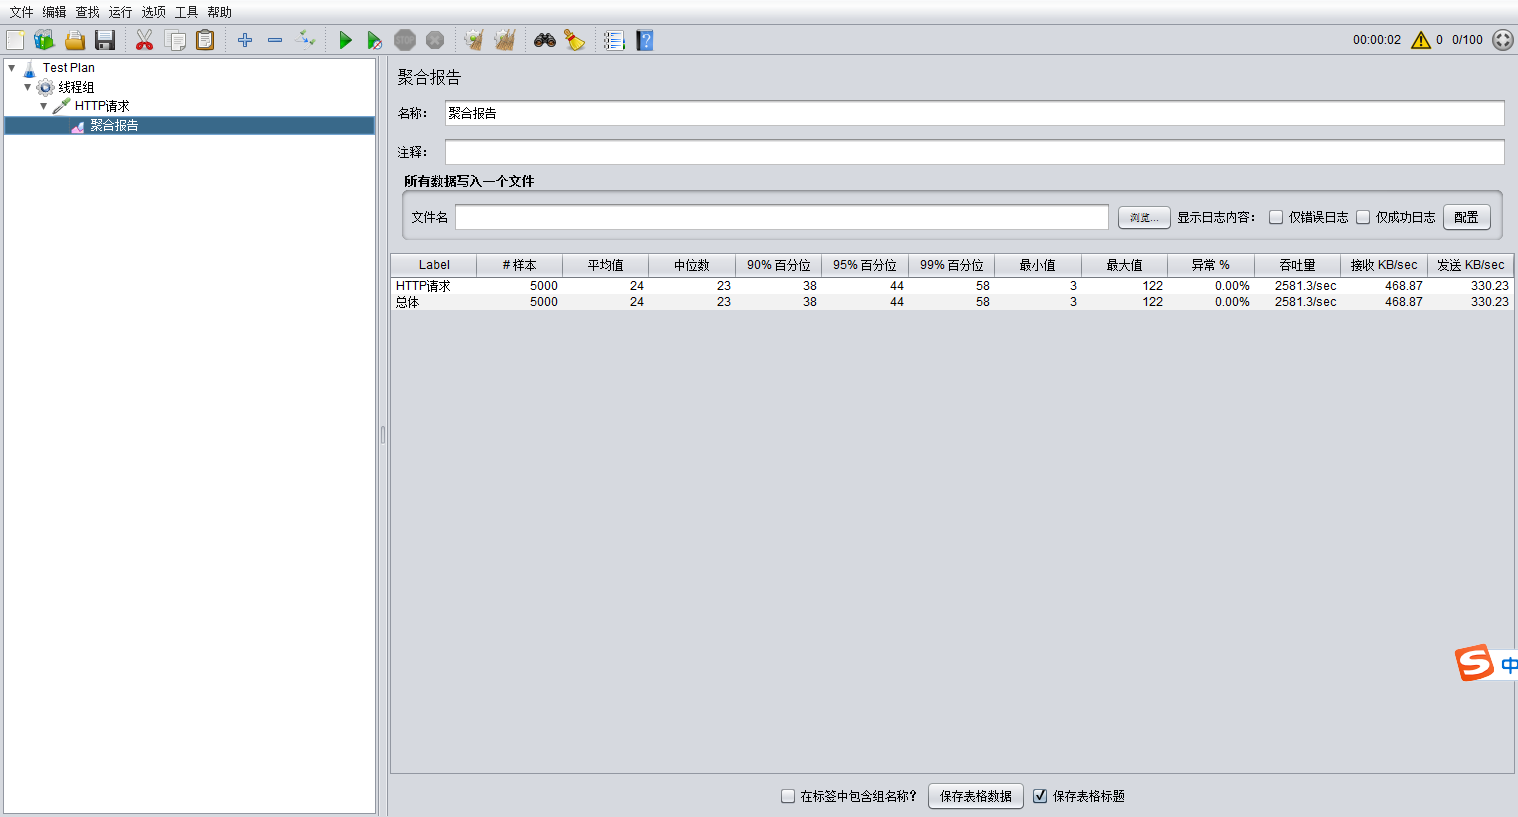 文件 编辑 查找 运行 选项 工具 帮助
STOP 00:00:02 0 0/100
Test Plan
线程组
HTTP请求
聚合报告
聚合报告
名称： 聚合报告
注释：
所有数据写入一个文件
文件名 浏览... 显示日志内容： 仅错误日志 仅成功日志 配置
Label # 样本 平均值 中位数 90% 百分位 95% 百分位 99% 百分位 最小值 最大值 异常 % 吞吐量 接收 KB/sec 发送 KB/sec
HTTP请求 5000 24 23 38 44 58 3 122 0.00% 2581.3/sec 468.87 330.23
总体 5000 24 23 38 44 58 3 122 0.00% 2581.3/sec 468.87 330.23
S 中
在标签中包含组名称？ 保存表格数据 保存表格标题